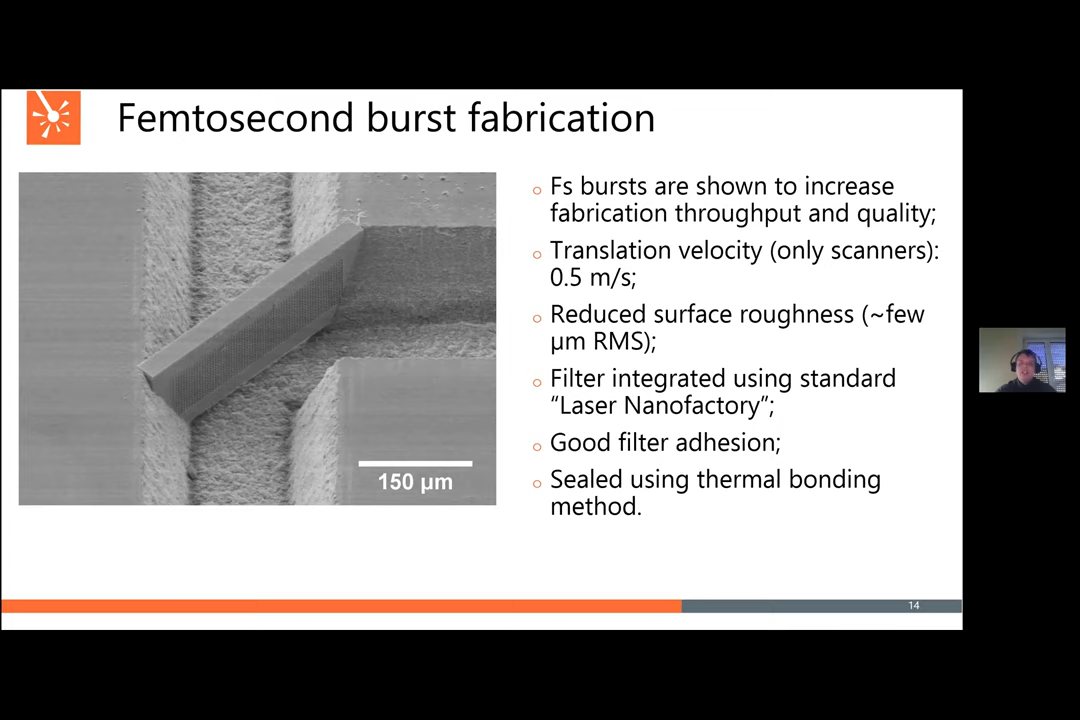 Femtosecond burst fabrication
Fs bursts are shown to increase
fabrication throughput and quality;
Translation velocity (only scanners):
0.5 m/s;
Reduced surface roughness (~few
µm RMS);
Filter integrated using standard
“Laser Nanofactory”;
Good filter adhesion;
Sealed using thermal bonding
method.
150 µm
14